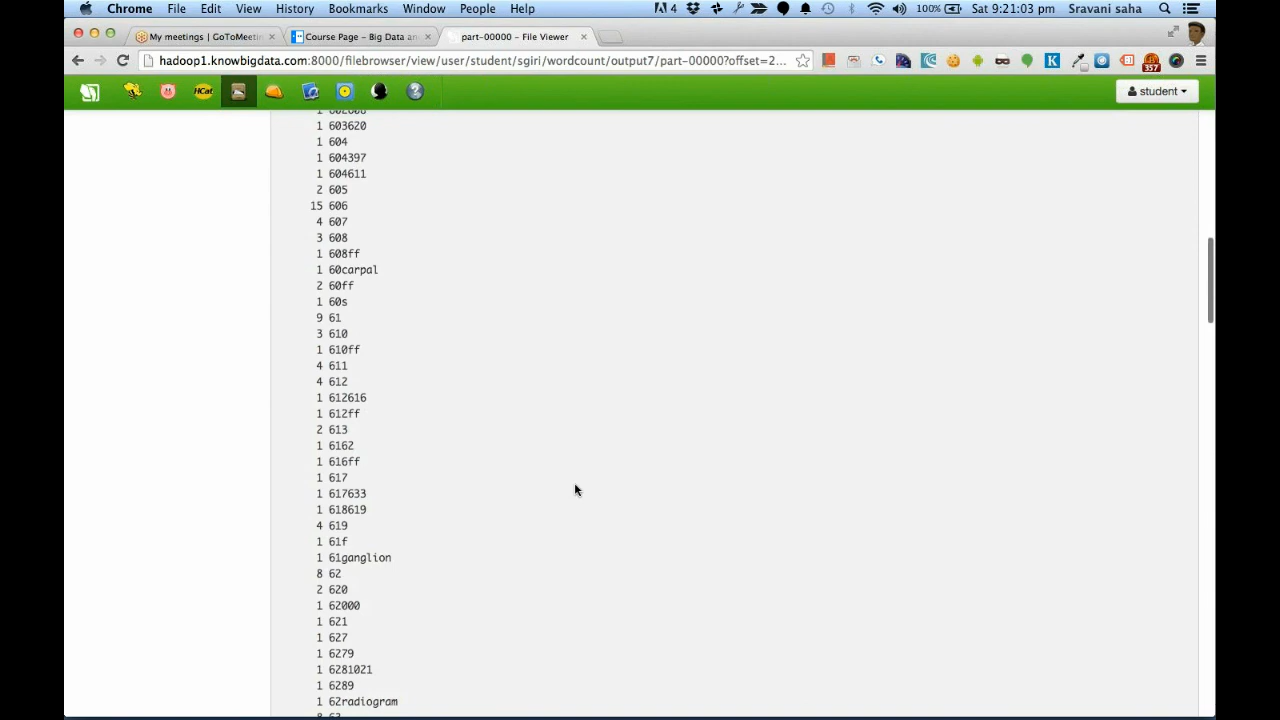 Chrome File Edit View History Bookmarks Window People Help 4 100% Sat 9:21:03 pm Sravani saha
My meetings | GoToMeetin Course Page – Big Data an part-00000 - File Viewer
hadoop1.knowbigdata.com:8000/filebrowser/view/user/student/sgiri/wordcount/output7/part-00000?offset=2... 357
HCat student
1 603620
1 604
1 604397
1 604611
2 605
15 606
4 607
3 608
1 608ff
1 60carpal
2 60ff
1 60s
9 61
3 610
1 610ff
4 611
4 612
1 612616
1 612ff
2 613
1 6162
1 616ff
1 617
1 617633
1 618619
4 619
1 61f
1 61ganglion
8 62
2 620
1 62000
1 621
1 627
1 6279
1 6281021
1 6289
1 62radiogram